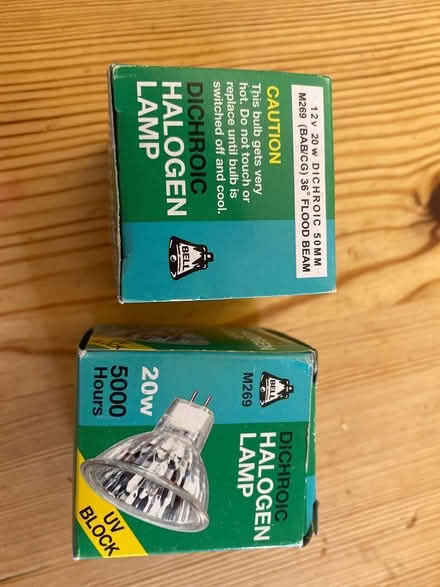 12v 20w DICHROIC 50MM
M269 (BAB/CG) 36° FLOOD BEAM
CAUTION
This bulb gets very
hot. Do not touch or
replace until bulb is
switched off and cool.
DICHROIC
HALOGEN
LAMP
BELL
BELL
M269
DICHROIC
HALOGEN
LAMP
20w
5000
Hours
UV
BLOCK